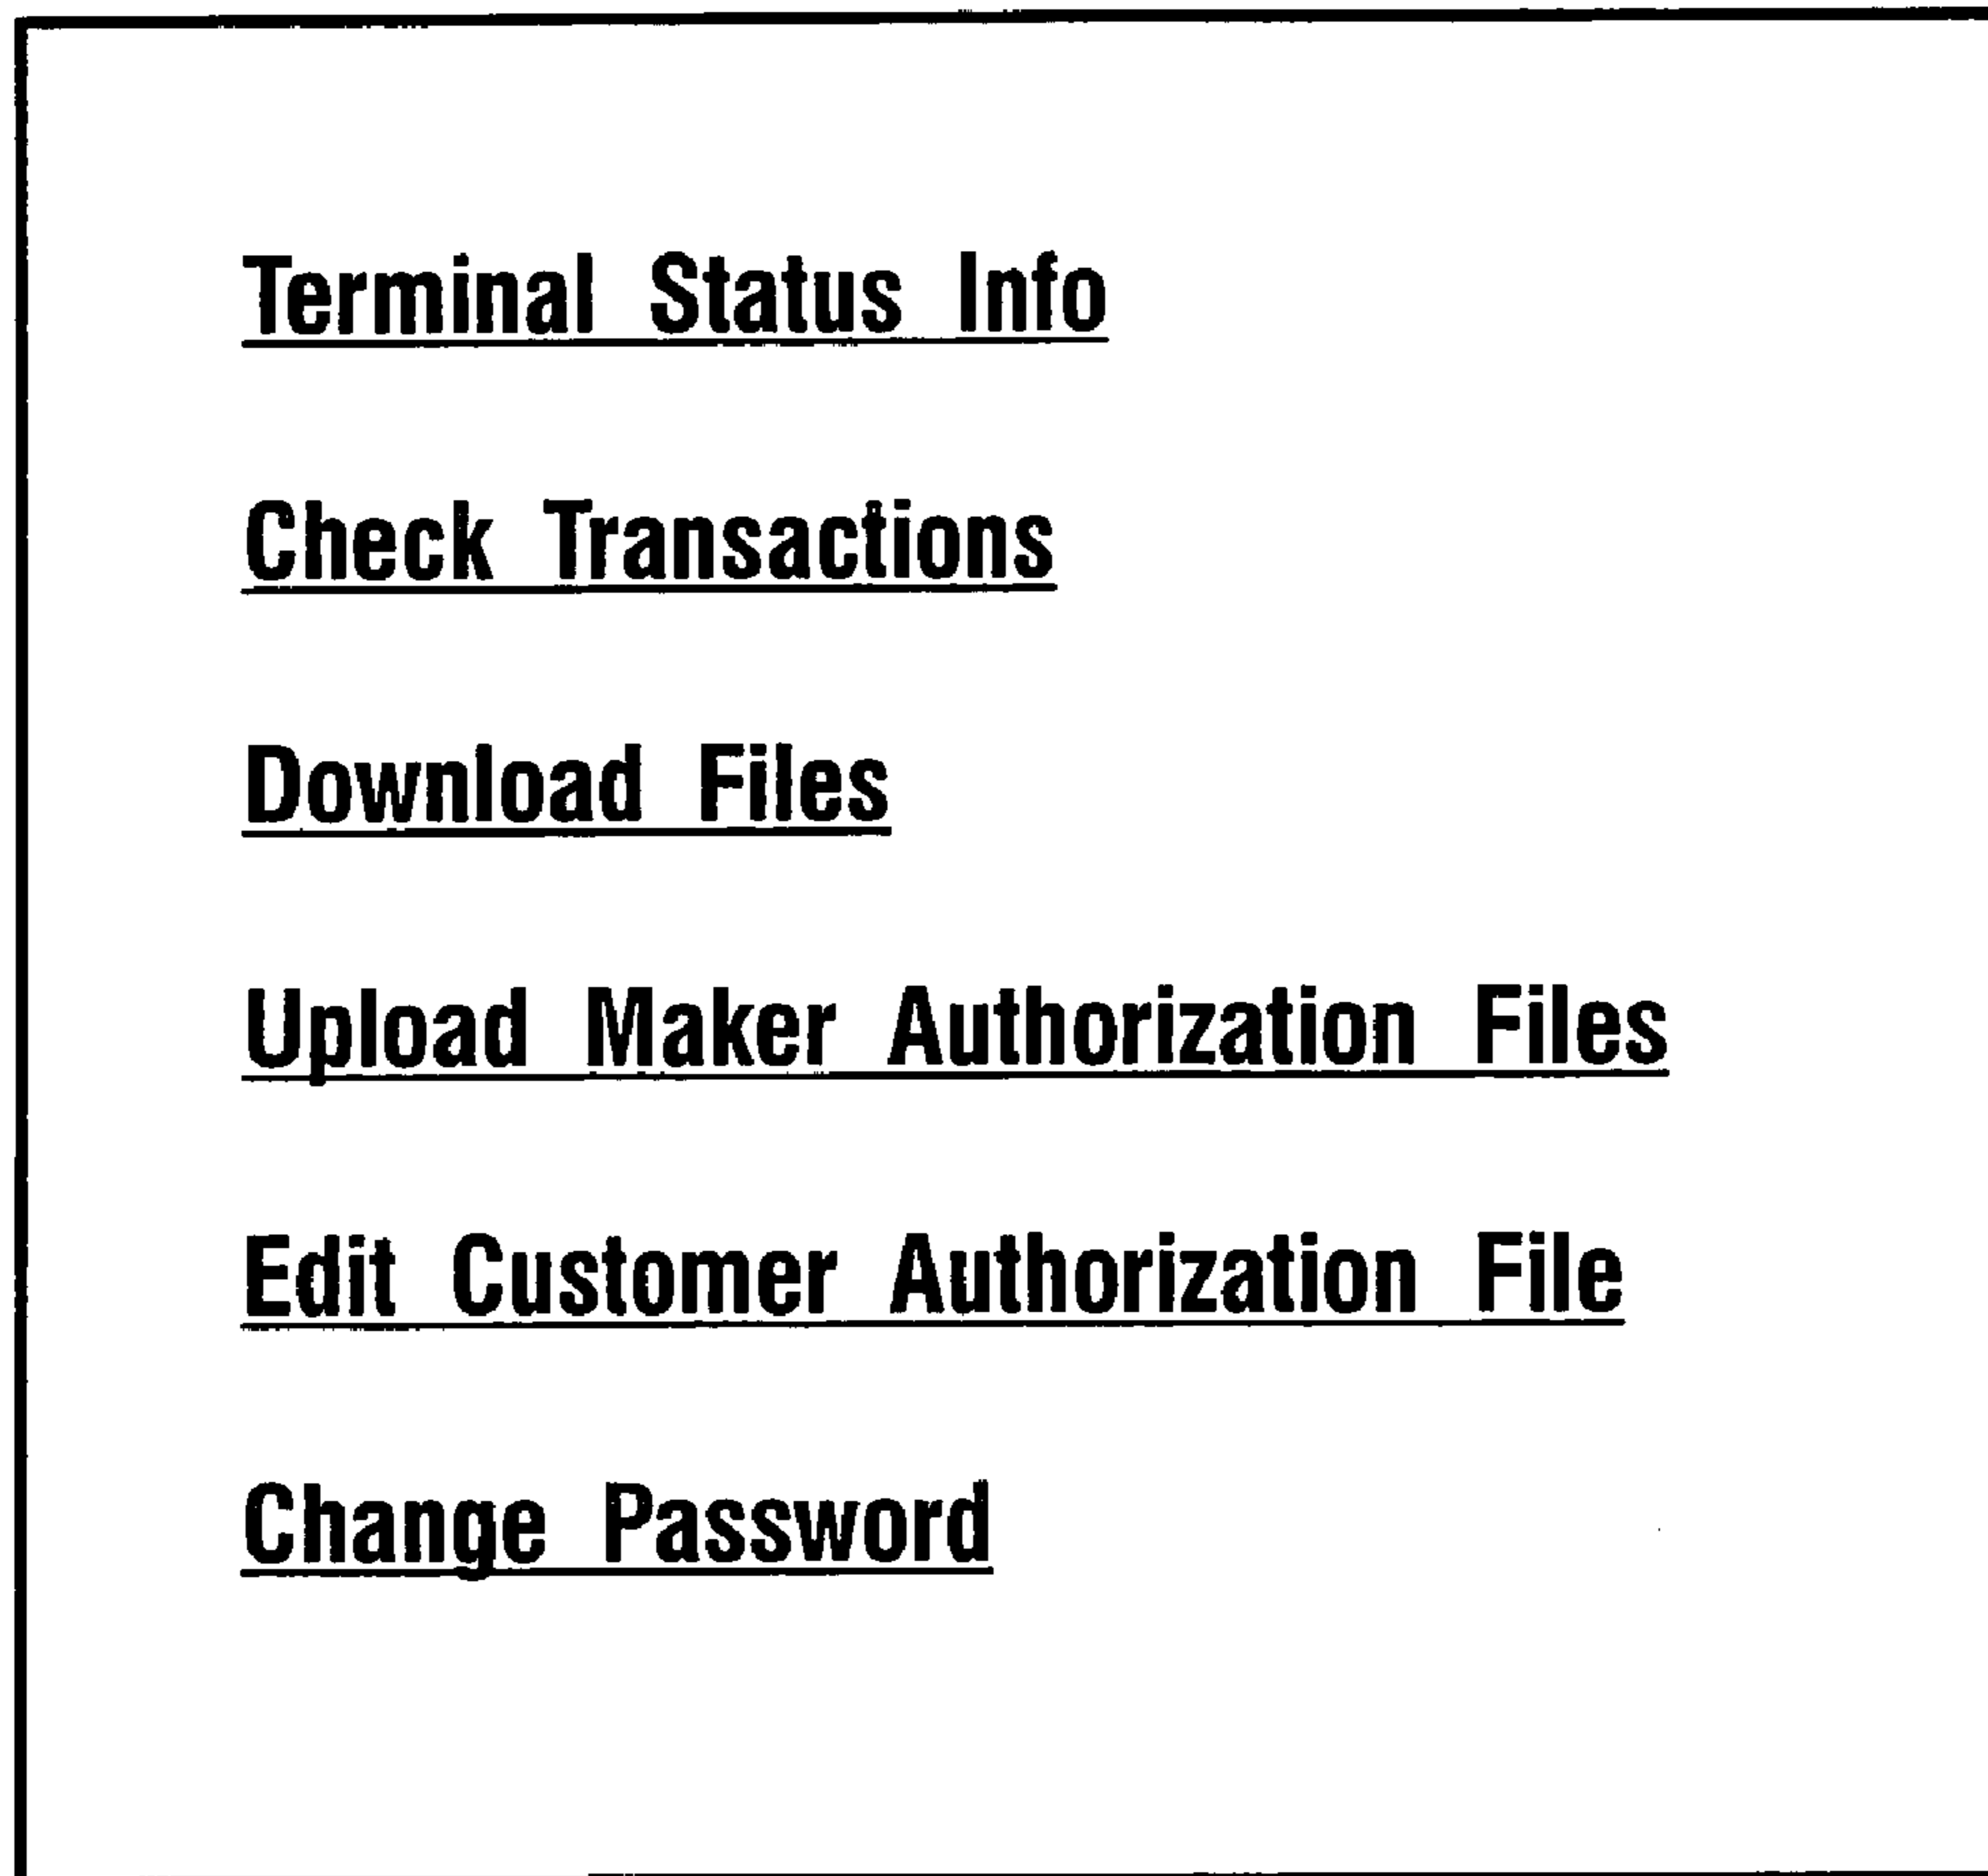 Terminal Status Info
Check Transactions
Download Files
Upload Maker Authorization Files
Edit Customer Authorization File
Change Password